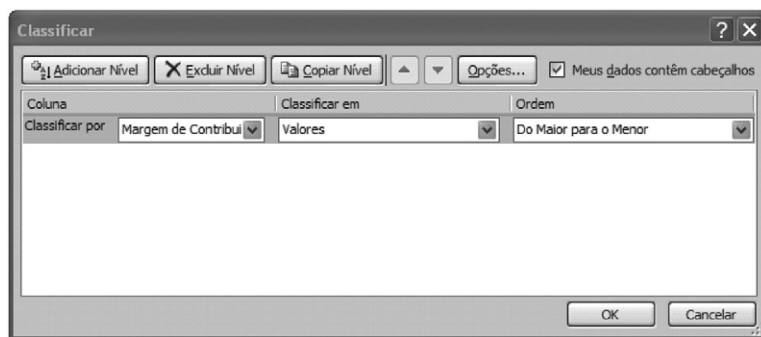 Classificar
Adicionar Nível Excluir Nível Copiar Nível Opções... Meus dados contêm cabeçalhos
Coluna Classificar em Ordem
Classificar por Margem de Contribui Valores Do Maior para o Menor
OK Cancelar